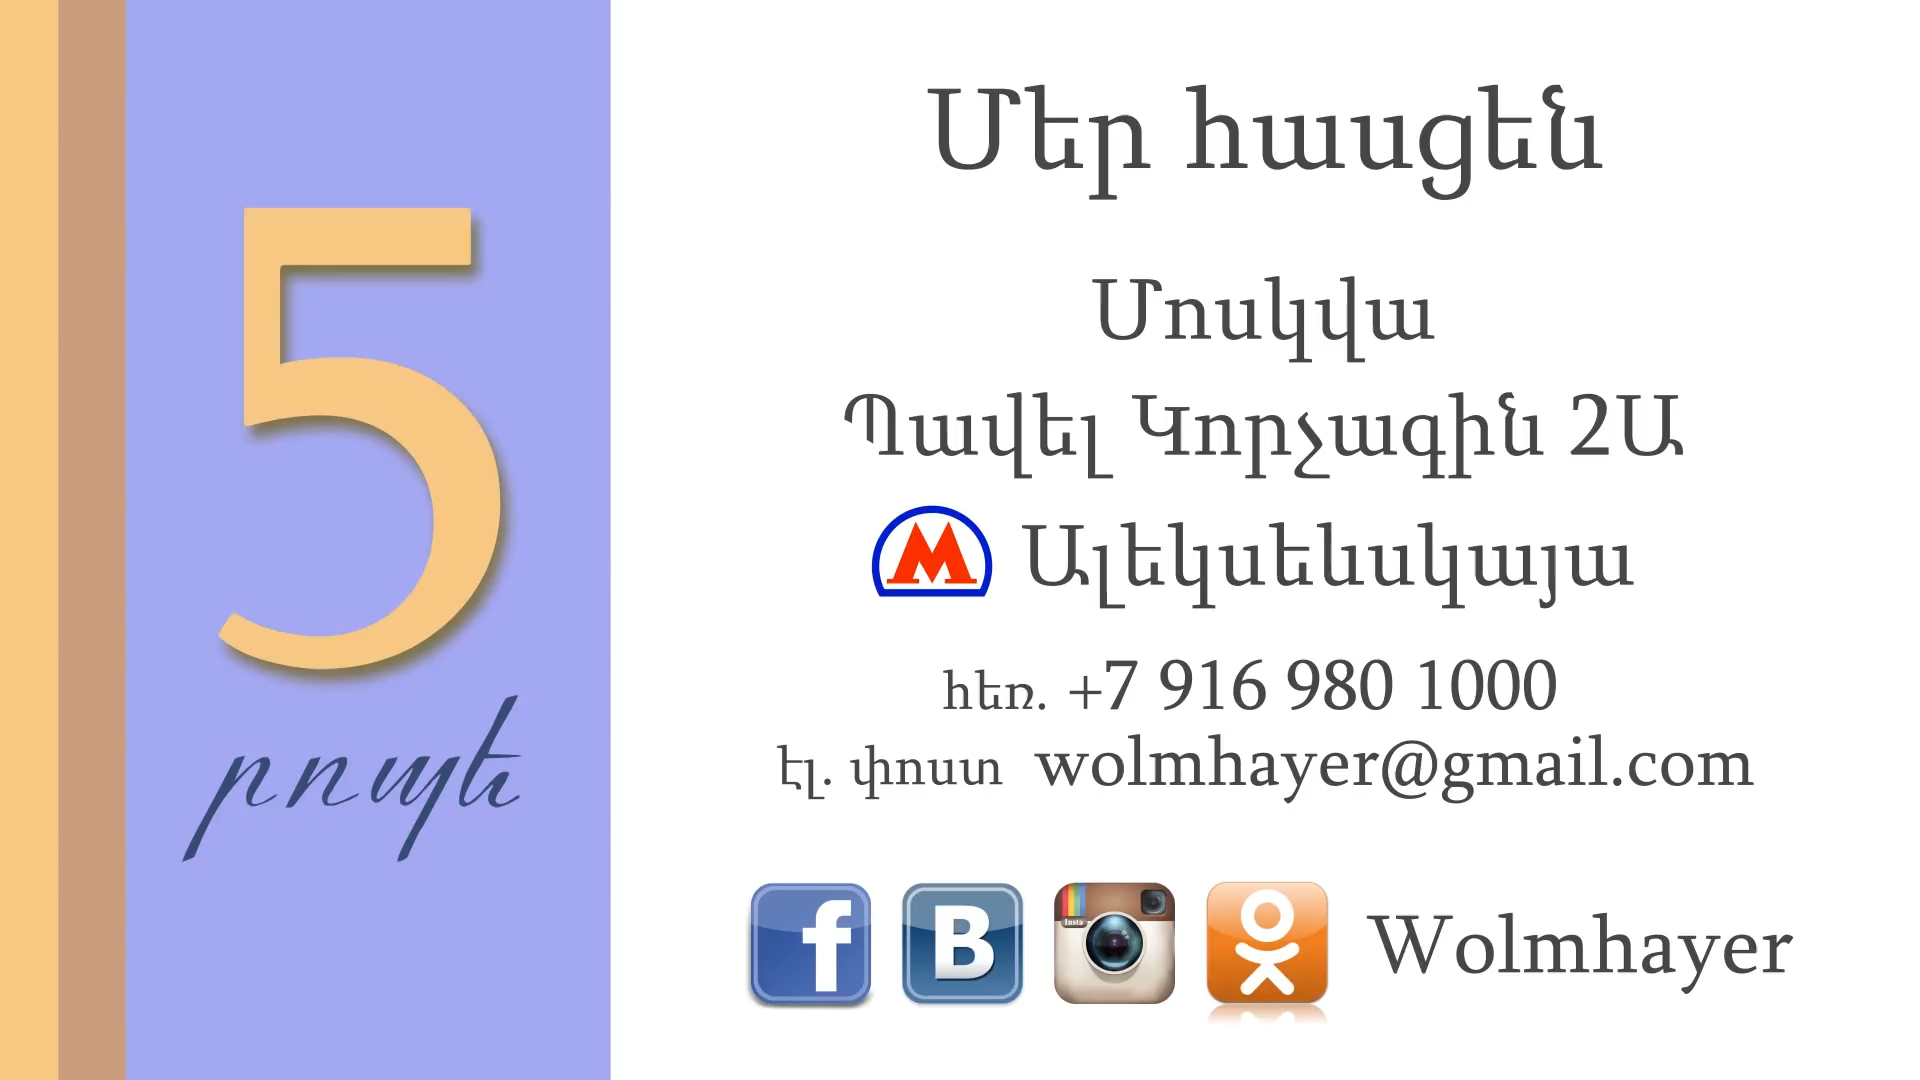 5
րոպե
Մեր հասցեն
Մոսկվա
Պավել Կորչագին 2Ա
М Ալեկսեևսկայա
հեռ. +7 916 980 1000
էլ. փոստ wolmhayer@gmail.com
f B Insta Wolmhayer